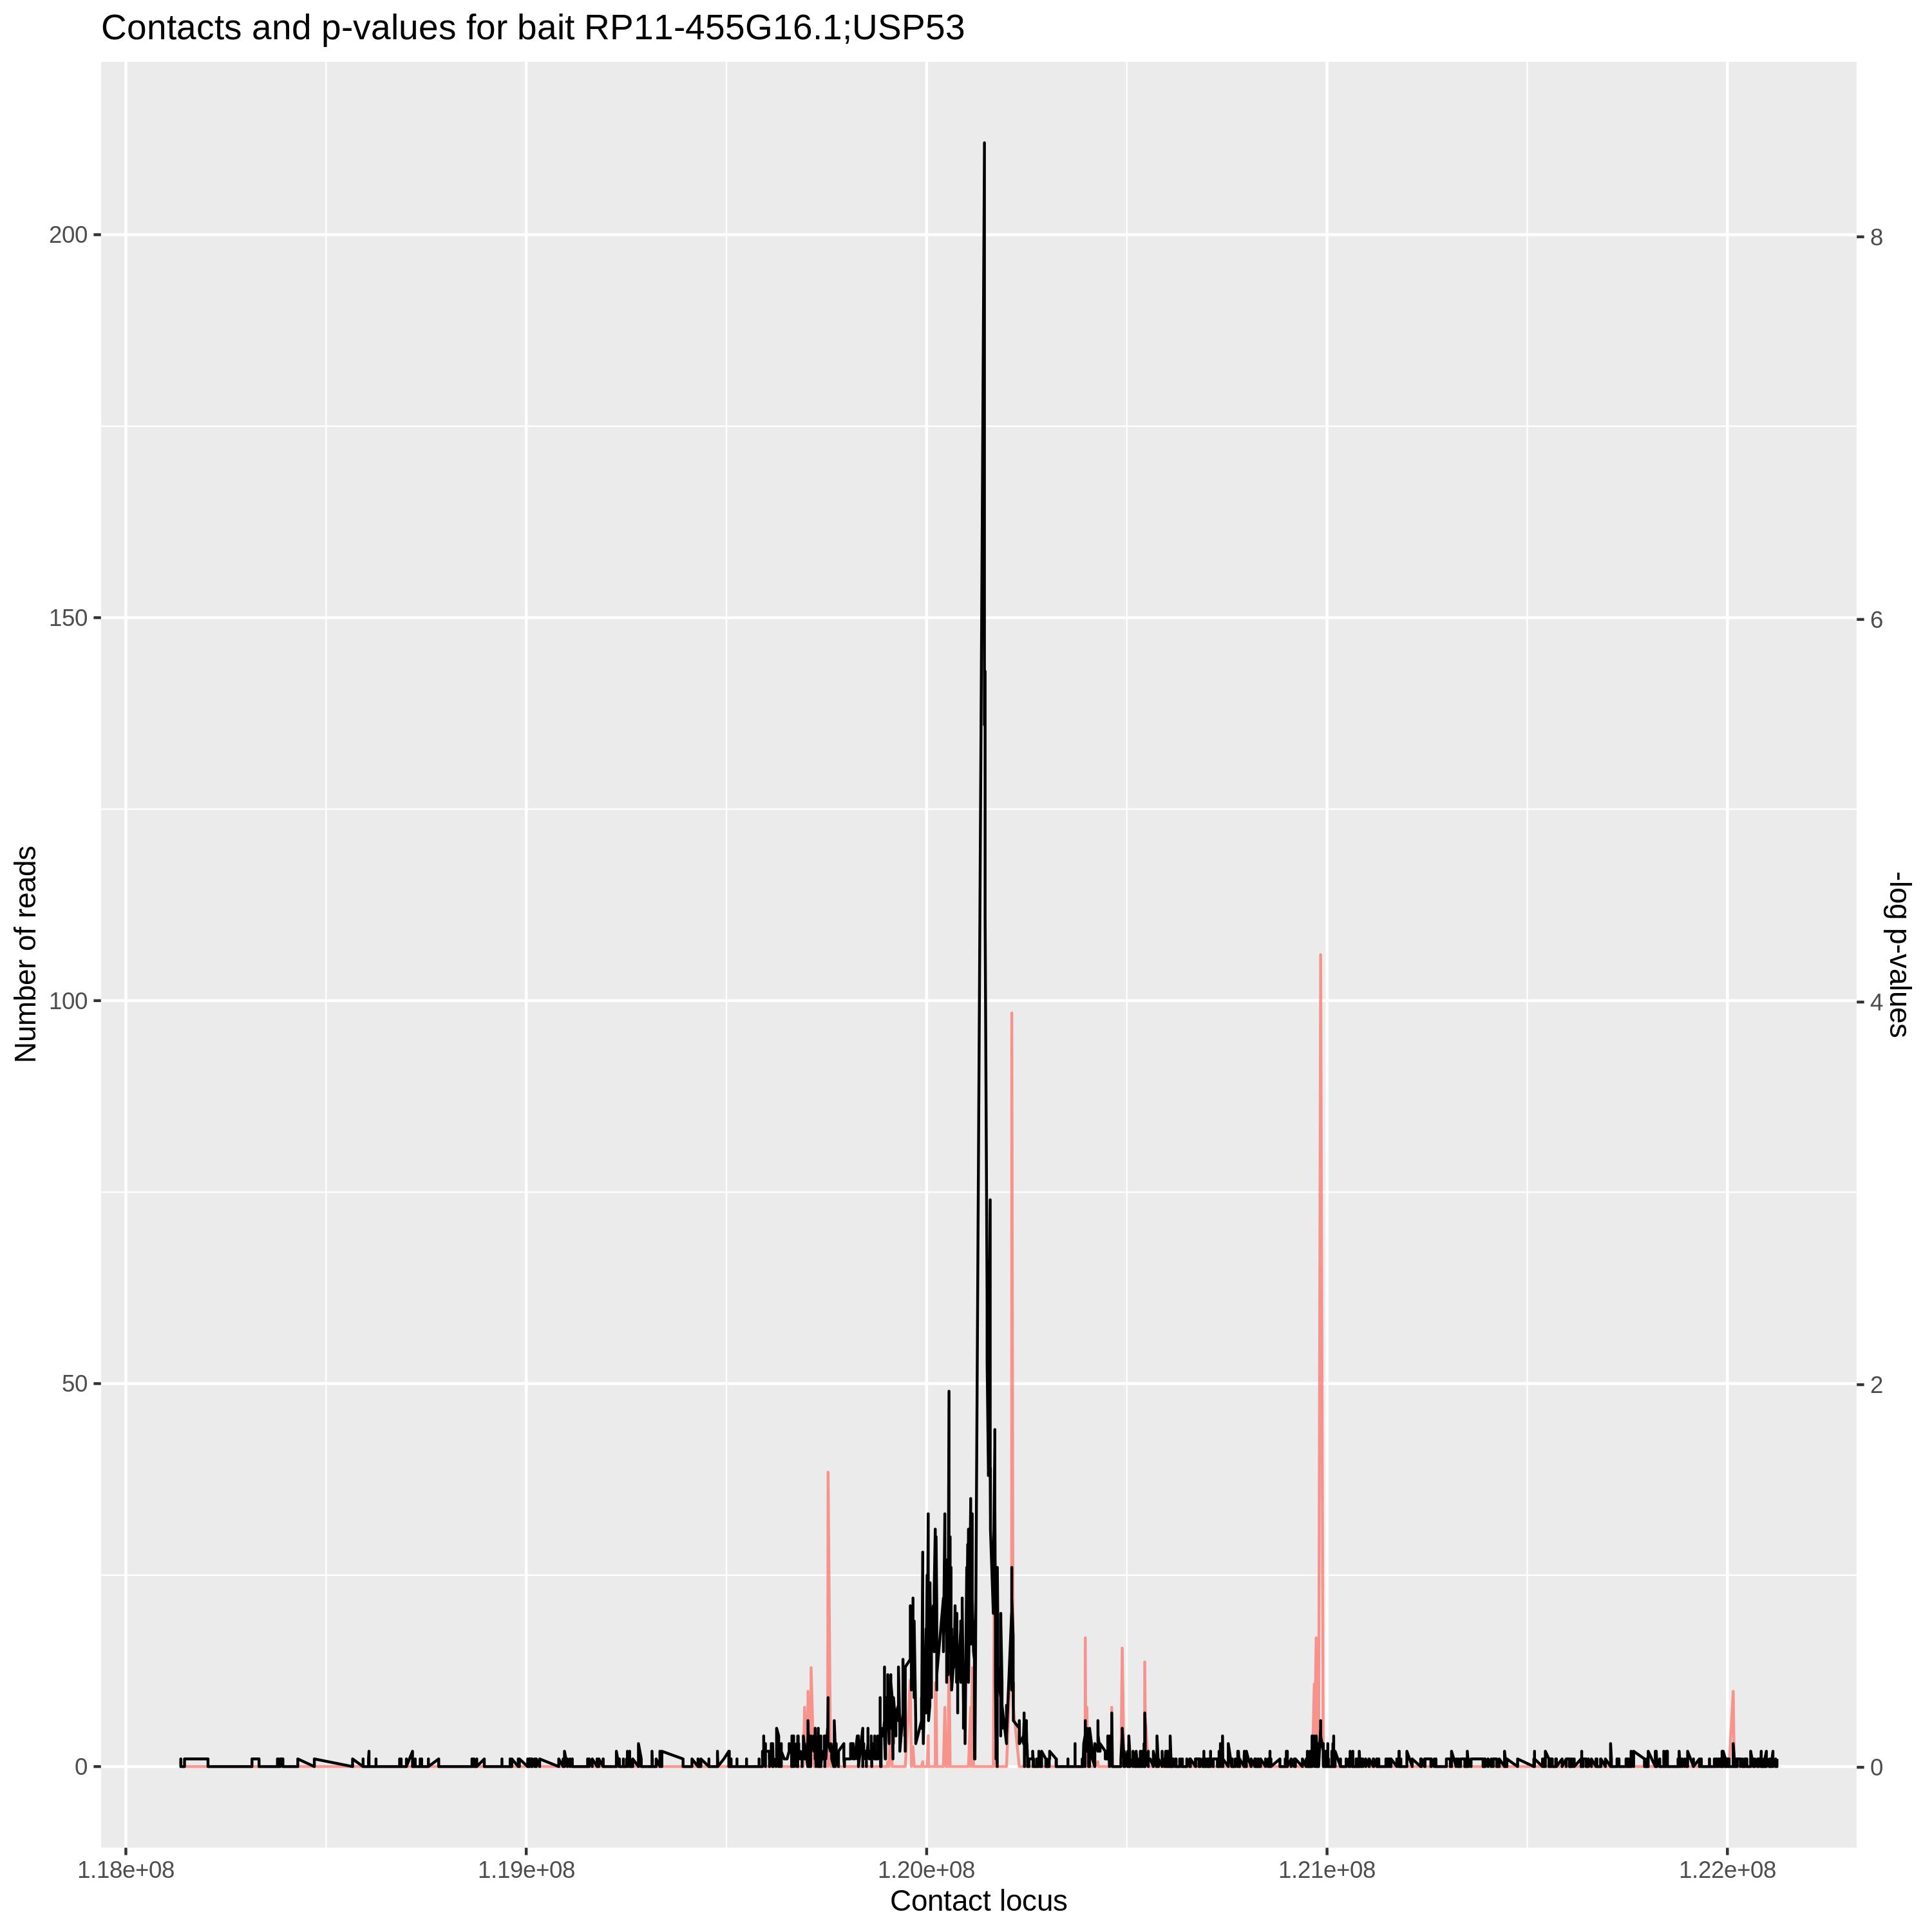 Contacts and p-values for bait RP11-455G16.1;USP53
Number of reads
200
150
100
50
0
8
6
4
2
0
-log p-values
1.18e+08 1.19e+08 1.20e+08 1.21e+08 1.22e+08
Contact locus